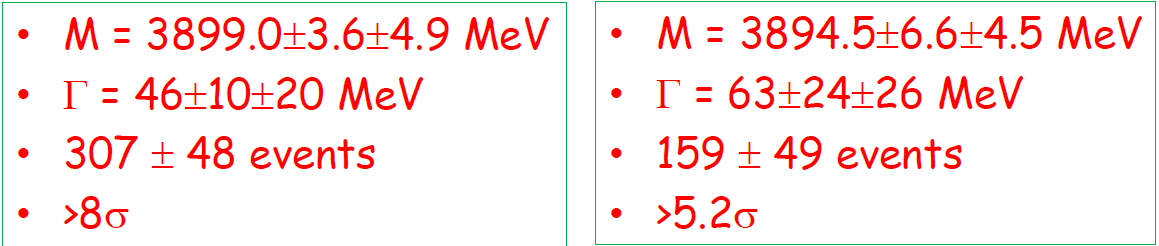 • M = 3899.0±3.6±4.9 MeV
• Γ = 46±10±20 MeV
• 307 ± 48 events
• >8σ
• M = 3894.5±6.6±4.5 MeV
• Γ = 63±24±26 MeV
• 159 ± 49 events
• >5.2σ